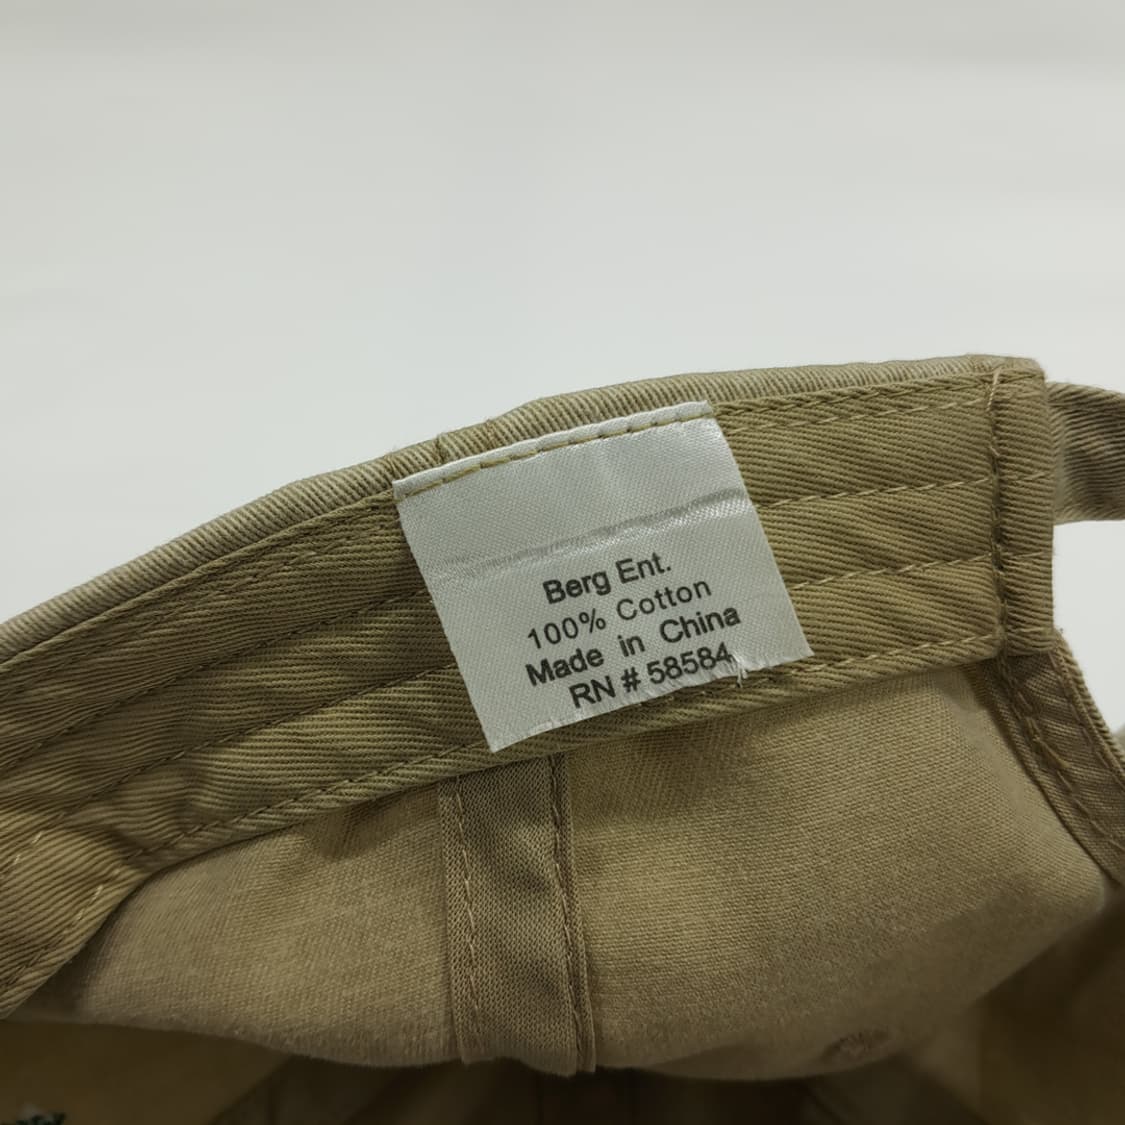 Berg Ent.
100% Cotton
Made in China
RN # 58584